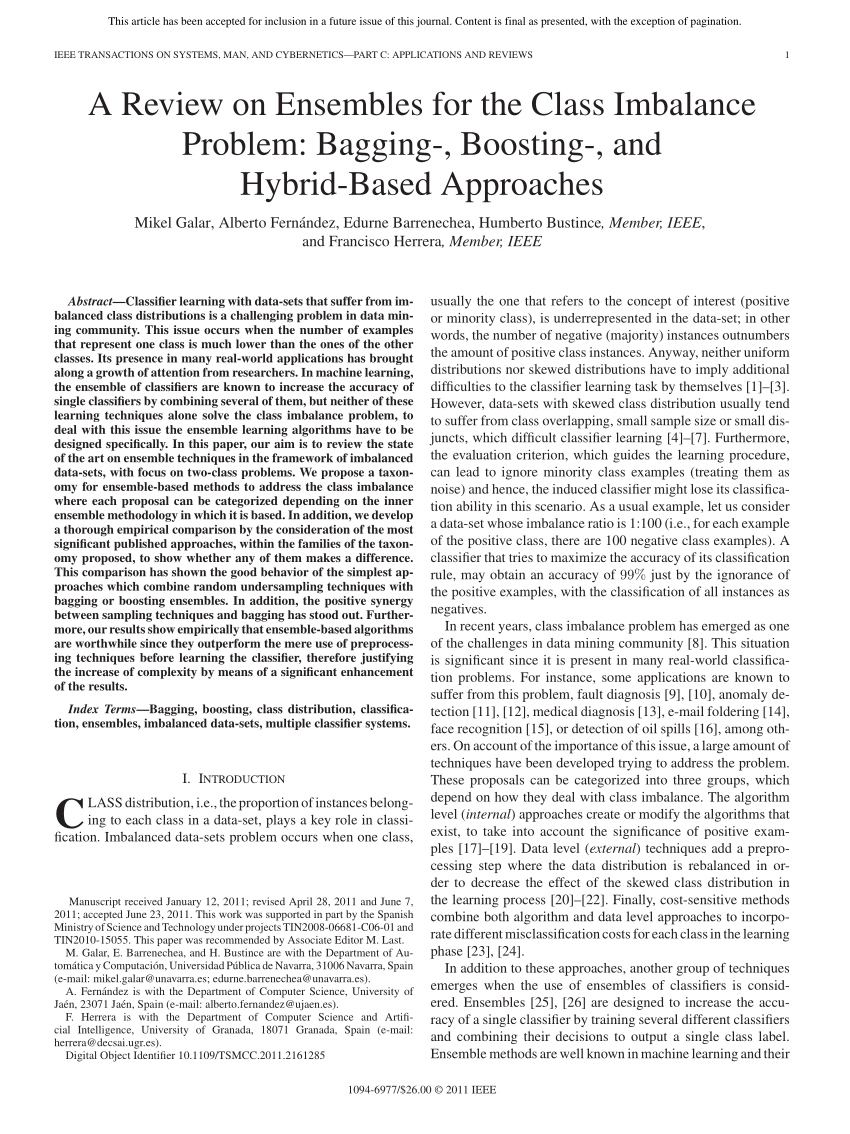 This article has been accepted for inclusion in a future issue of this journal. Content is final as presented, with the exception of pagination.
IEEE TRANSACTIONS ON SYSTEMS, MAN, AND CYBERNETICS—PART C: APPLICATIONS AND REVIEWS 1
A Review on Ensembles for the Class Imbalance
Problem: Bagging-, Boosting-, and
Hybrid-Based Approaches
Mikel Galar, Alberto Fernández, Edurne Barrenechea, Humberto Bustince, Member, IEEE,
and Francisco Herrera, Member, IEEE
Abstract—Classifier learning with data-sets that suffer from im-
balanced class distributions is a challenging problem in data min-
ing community. This issue occurs when the number of examples
that represent one class is much lower than the ones of the other
classes. Its presence in many real-world applications has brought
along a growth of attention from researchers. In machine learning,
the ensemble of classifiers are known to increase the accuracy of
single classifiers by combining several of them, but neither of these
learning techniques alone solve the class imbalance problem, to
deal with this issue the ensemble learning algorithms have to be
designed specifically. In this paper, our aim is to review the state
of the art on ensemble techniques in the framework of imbalanced
data-sets, with focus on two-class problems. We propose a taxon-
omy for ensemble-based methods to address the class imbalance
where each proposal can be categorized depending on the inner
ensemble methodology in which it is based. In addition, we develop
a thorough empirical comparison by the consideration of the most
significant published approaches, within the families of the taxon-
omy proposed, to show whether any of them makes a difference.
This comparison has shown the good behavior of the simplest ap-
proaches which combine random undersampling techniques with
bagging or boosting ensembles. In addition, the positive synergy
between sampling techniques and bagging has stood out. Further-
more, our results show empirically that ensemble-based algorithms
are worthwhile since they outperform the mere use of preprocess-
ing techniques before learning the classifier, therefore justifying
the increase of complexity by means of a significant enhancement
of the results.
Index Terms—Bagging, boosting, class distribution, classifica-
tion, ensembles, imbalanced data-sets, multiple classifier systems.
I. INTRODUCTION
CLASS distribution, i.e., the proportion of instances belong-
ing to each class in a data-set, plays a key role in classi-
fication. Imbalanced data-sets problem occurs when one class,
Manuscript received January 12, 2011; revised April 28, 2011 and June 7,
2011; accepted June 23, 2011. This work was supported in part by the Spanish
Ministry of Science and Technology under projects TIN2008-06681-C06-01 and
TIN2010-15055. This paper was recommended by Associate Editor M. Last.
M. Galar, E. Barrenechea, and H. Bustince are with the Department of Au-
tomática y Computación, Universidad Pública de Navarra, 31006 Navarra, Spain
(e-mail: mikel.galar@unavarra.es; edurne.barrenechea@unavarra.es).
A. Fernández is with the Department of Computer Science, University of
Jaén, 23071 Jaén, Spain (e-mail: alberto.fernandez@ujaen.es).
F. Herrera is with the Department of Computer Science and Artifi-
cial Intelligence, University of Granada, 18071 Granada, Spain (e-mail:
herrera@decsai.ugr.es).
Digital Object Identifier 10.1109/TSMCC.2011.2161285
usually the one that refers to the concept of interest (positive
or minority class), is underrepresented in the data-set; in other
words, the number of negative (majority) instances outnumbers
the amount of positive class instances. Anyway, neither uniform
distributions nor skewed distributions have to imply additional
difficulties to the classifier learning task by themselves [1]–[3].
However, data-sets with skewed class distribution usually tend
to suffer from class overlapping, small sample size or small dis-
juncts, which difficult classifier learning [4]–[7]. Furthermore,
the evaluation criterion, which guides the learning procedure,
can lead to ignore minority class examples (treating them as
noise) and hence, the induced classifier might lose its classifica-
tion ability in this scenario. As a usual example, let us consider
a data-set whose imbalance ratio is 1:100 (i.e., for each example
of the positive class, there are 100 negative class examples). A
classifier that tries to maximize the accuracy of its classification
rule, may obtain an accuracy of 99% just by the ignorance of
the positive examples, with the classification of all instances as
negatives.
In recent years, class imbalance problem has emerged as one
of the challenges in data mining community [8]. This situation
is significant since it is present in many real-world classifica-
tion problems. For instance, some applications are known to
suffer from this problem, fault diagnosis [9], [10], anomaly de-
tection [11], [12], medical diagnosis [13], e-mail foldering [14],
face recognition [15], or detection of oil spills [16], among oth-
ers. On account of the importance of this issue, a large amount of
techniques have been developed trying to address the problem.
These proposals can be categorized into three groups, which
depend on how they deal with class imbalance. The algorithm
level (internal) approaches create or modify the algorithms that
exist, to take into account the significance of positive exam-
ples [17]–[19]. Data level (external) techniques add a prepro-
cessing step where the data distribution is rebalanced in or-
der to decrease the effect of the skewed class distribution in
the learning process [20]–[22]. Finally, cost-sensitive methods
combine both algorithm and data level approaches to incorpo-
rate different misclassification costs for each class in the learning
phase [23], [24].
In addition to these approaches, another group of techniques
emerges when the use of ensembles of classifiers is consid-
ered. Ensembles [25], [26] are designed to increase the accu-
racy of a single classifier by training several different classifiers
and combining their decisions to output a single class label.
Ensemble methods are well known in machine learning and their
1094-6977/$26.00 © 2011 IEEE